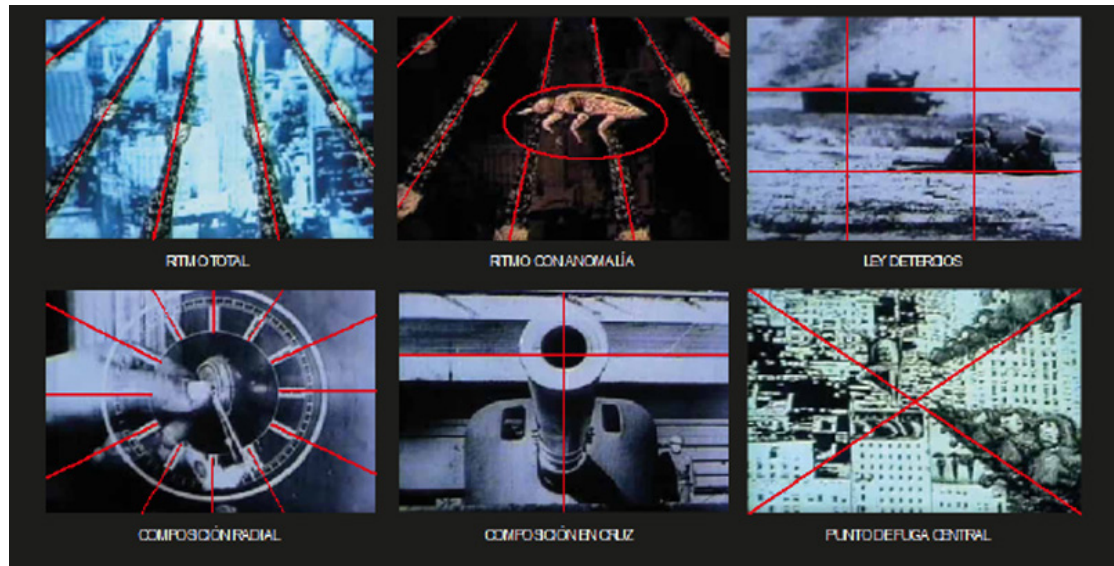 RITMO TOTAL
RITMO CON ANOMALÍA
LEY DE TERCIOS
COMPOSICIÓN RADIAL
COMPOSICIÓN EN CRUZ
PUNTO DE FUGA CENTRAL